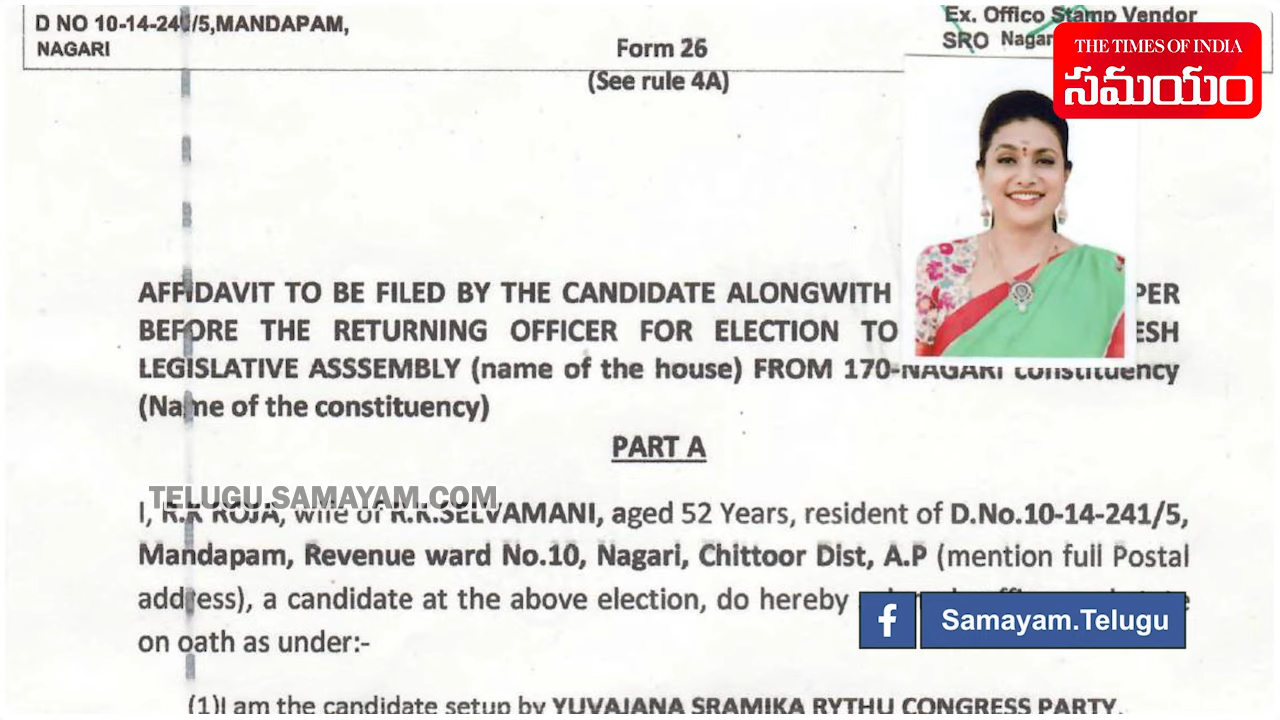 D NO 10-14-241/5,MANDAPAM,
NAGARI
Ex. Offico Stamp Vendor
SRO Nagar
THE TIMES OF INDIA
సమయం
Form 26
(See rule 4A)
AFFIDAVIT TO BE FILED BY THE CANDIDATE ALONGWITH PER
BEFORE THE RETURNING OFFICER FOR ELECTION TO ESH
LEGISLATIVE ASSSEMBLY (name of the house) FROM 170-NAGARI constituency
(Name of the constituency)
PART A
TELUGU.SAMAYAM.COM
I, R.K ROJA, wife of R.K.SELVAMANI, aged 52 Years, resident of D.No.10-14-241/5,
Mandapam, Revenue ward No.10, Nagari, Chittoor Dist, A.P (mention full Postal
address), a candidate at the above election, do hereby
on oath as under:-
f Samayam.Telugu
(1)I am the candidate setup by YUVAJANA SRAMIKA RYTHU CONGRESS PARTY.